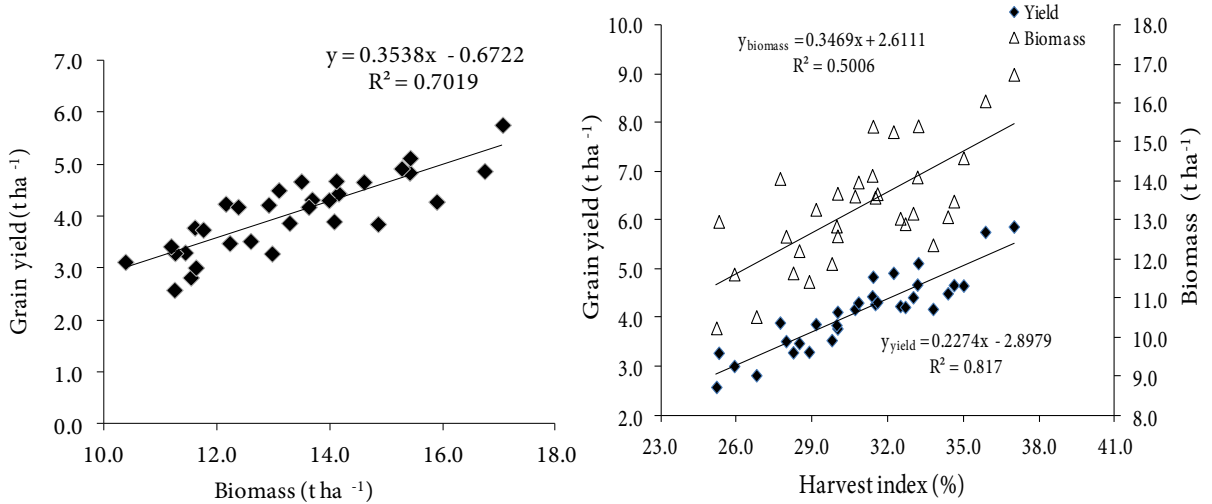 y = 0.3538x - 0.6722
R² = 0.7019
7.0
6.0
5.0
4.0
3.0
2.0
1.0
0.0
10.0 12.0 14.0 16.0 18.0
Grain yield (t ha -1)
Biomass (t ha -1)
Yield
Biomass
y biomass = 0.3469x + 2.6111
R² = 0.5006
10.0
9.0
8.0
7.0
6.0
5.0
4.0
3.0
2.0
18.0
17.0
16.0
15.0
14.0
13.0
12.0
11.0
10.0
9.0
8.0
y yield = 0.2274x - 2.8979
R² = 0.817
23.0 26.0 29.0 32.0 35.0 38.0 41.0
Grain yield (t ha -1)
Biomass (t ha -1)
Harvest index (%)